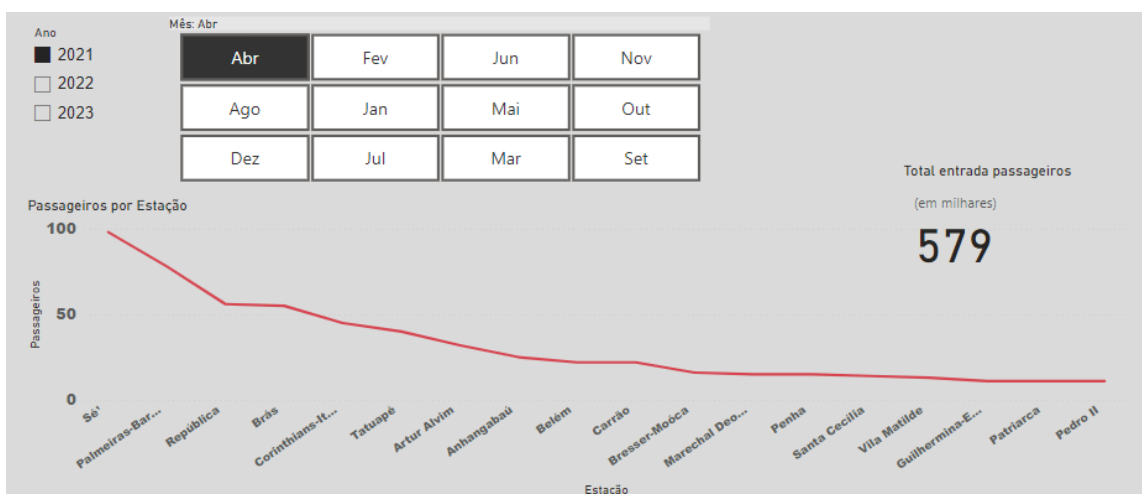 Ano
2021
2022
2023
Mês: Abr
Abr Fev Jun Nov
Ago Jan Mai Out
Dez Jul Mar Set
Total entrada passageiros
(em milhares)
579
Passageiros por Estação
Passageiros
100
50
0
Sé'
Palmeiras-Bar...
República
Brás
Corinthians-It...
Tatuapé
Artur Alvim
Anhangabaú
Belém
Carrão
Bresser-Moóca
Marechal Deo...
Penha
Santa Cecília
Vila Matilde
Guilhermina-E...
Patriarca
Pedro II
Estação